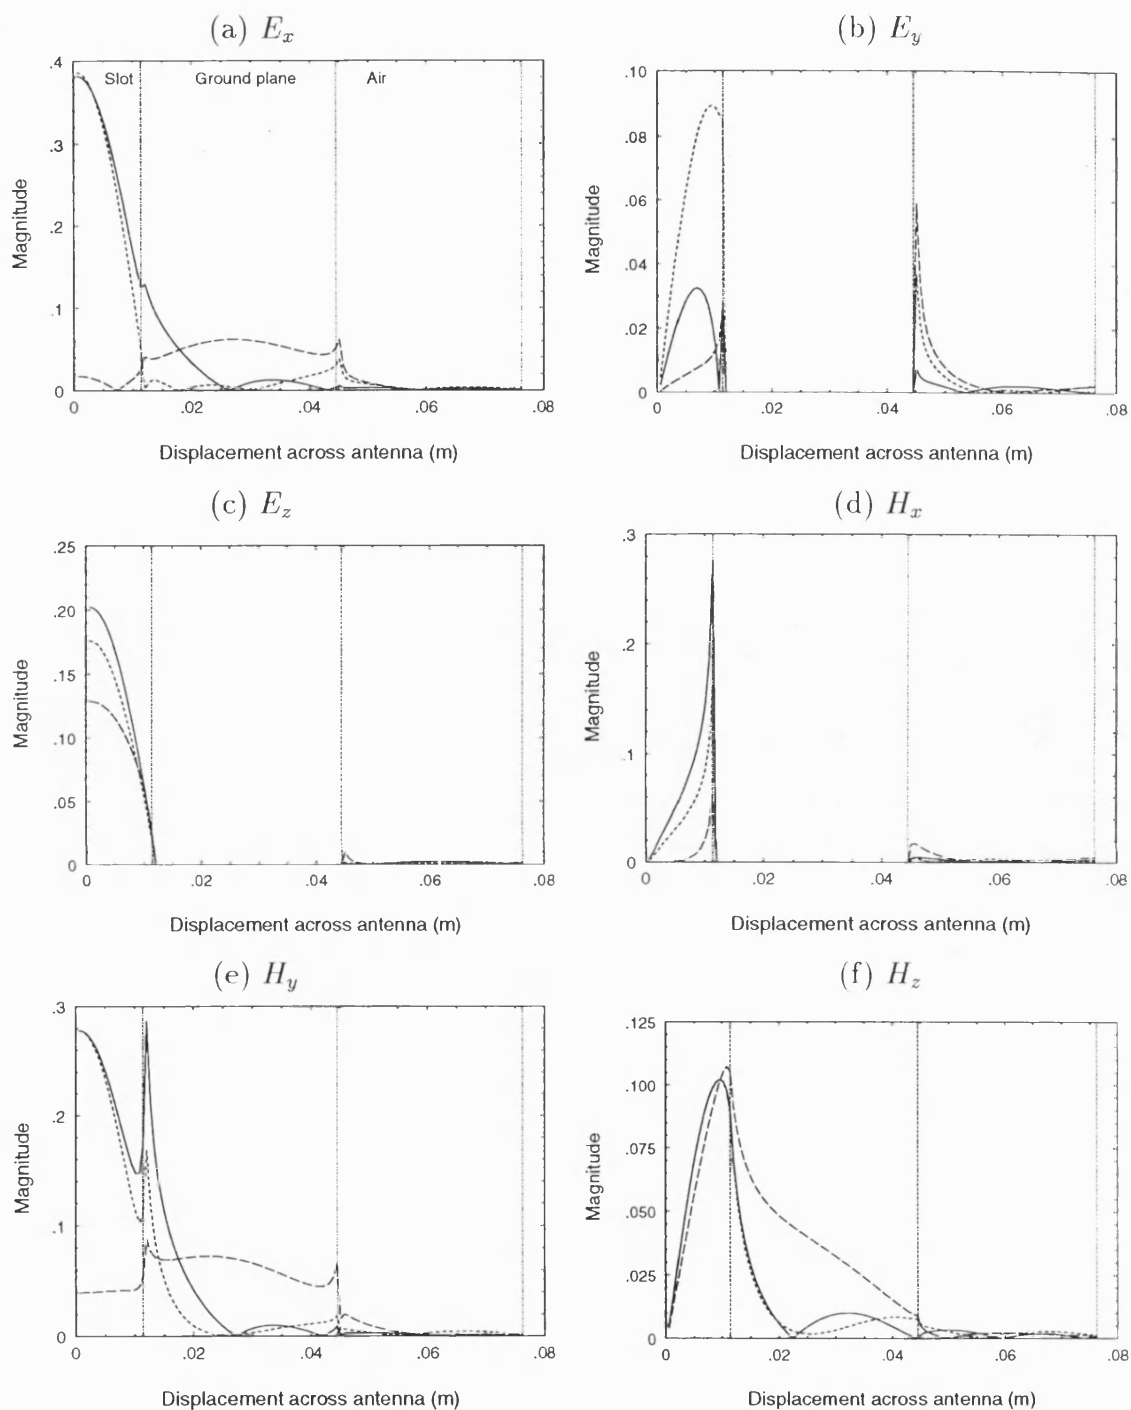 (a) E_x
.4
Slot
Ground plane
Air
.3
.2
.1
0
0
.02
.04
.06
.08
Magnitude
Displacement across antenna (m)
(b) E_y
.10
.08
.06
.04
.02
0
0
.02
.04
.06
.08
Magnitude
Displacement across antenna (m)
(c) E_z
.25
.20
.15
.10
.05
0
0
.02
.04
.06
.08
Magnitude
Displacement across antenna (m)
(d) H_x
.3
.2
.1
0
0
.02
.04
.06
.08
Magnitude
Displacement across antenna (m)
(e) H_y
.3
.2
.1
0
0
.02
.04
.06
.08
Magnitude
Displacement across antenna (m)
(f) H_z
.125
.100
.075
.050
.025
0
0
.02
.04
.06
.08
Magnitude
Displacement across antenna (m)